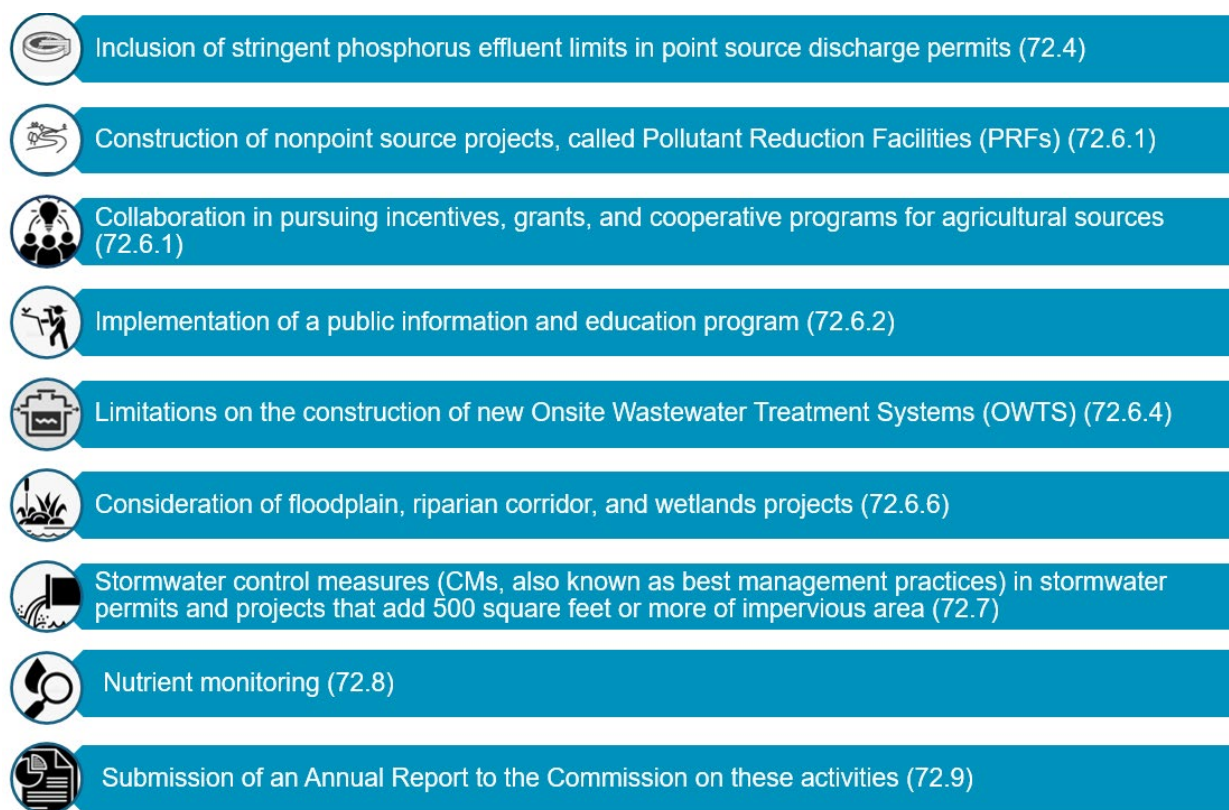 Inclusion of stringent phosphorus effluent limits in point source discharge permits (72.4)
Construction of nonpoint source projects, called Pollutant Reduction Facilities (PRFs) (72.6.1)
Collaboration in pursuing incentives, grants, and cooperative programs for agricultural sources
(72.6.1)
Implementation of a public information and education program (72.6.2)
Limitations on the construction of new Onsite Wastewater Treatment Systems (OWTS) (72.6.4)
Consideration of floodplain, riparian corridor, and wetlands projects (72.6.6)
Stormwater control measures (CMs, also known as best management practices) in stormwater
permits and projects that add 500 square feet or more of impervious area (72.7)
Nutrient monitoring (72.8)
Submission of an Annual Report to the Commission on these activities (72.9)